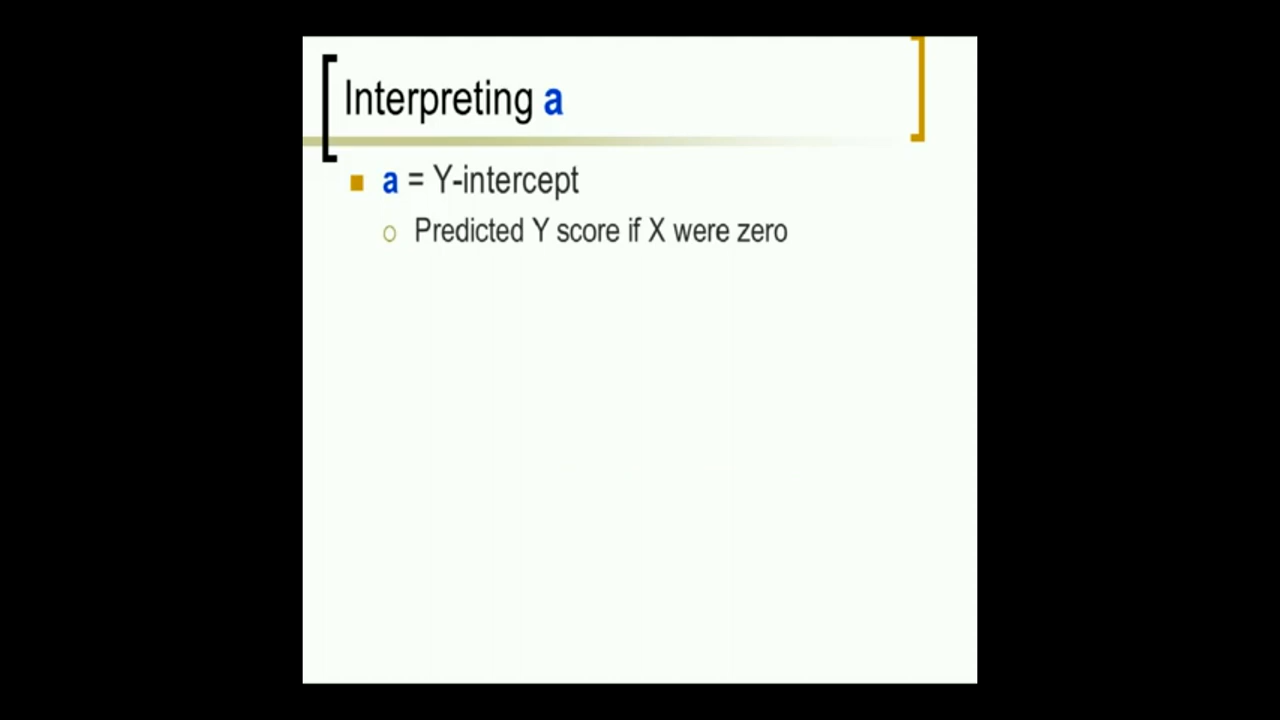 Interpreting a
a = Y-intercept
Predicted Y score if X were zero